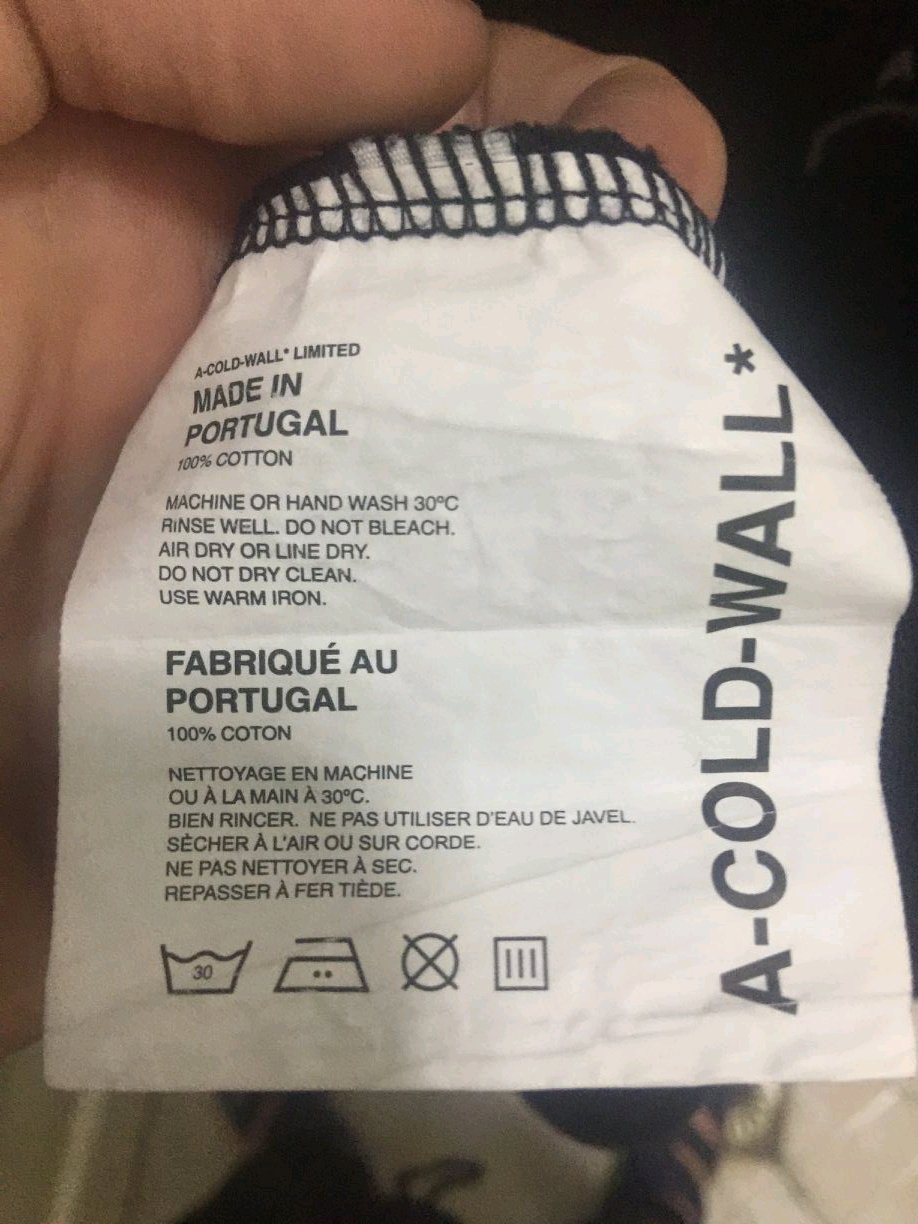 A-COLD-WALL* LIMITED
MADE IN
PORTUGAL
100% COTTON
MACHINE OR HAND WASH 30ºC
RINSE WELL. DO NOT BLEACH.
AIR DRY OR LINE DRY.
DO NOT DRY CLEAN.
USE WARM IRON.
FABRIQUÉ AU
PORTUGAL
100% COTON
NETTOYAGE EN MACHINE
OU À LA MAIN À 30ºC.
BIEN RINCER. NE PAS UTILISER D'EAU DE JAVEL.
SÉCHER À L'AIR OU SUR CORDE.
NE PAS NETTOYER À SEC.
REPASSER À FER TIÈDE.
30
A-COLD-WALL*